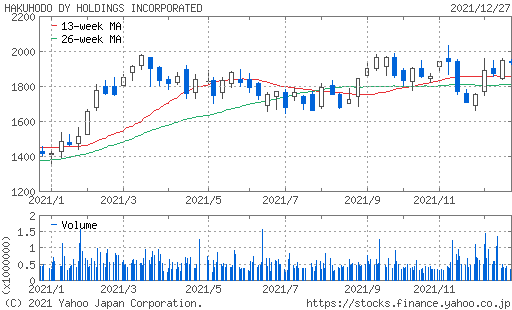 HAKUHODO DY HOLDINGS INCORPORATED 2021/12/27
2200
13-week MA
26-week MA
2000
1800
1600
1400
1200
2021/1 2021/3 2021/5 2021/7 2021/9 2021/11
2
Volume
1.5
1
0.5
0
(x1000000)
2021/1 2021/3 2021/5 2021/7 2021/9 2021/11
(C) 2021 Yahoo Japan Corporation. https://stocks.finance.yahoo.co.jp